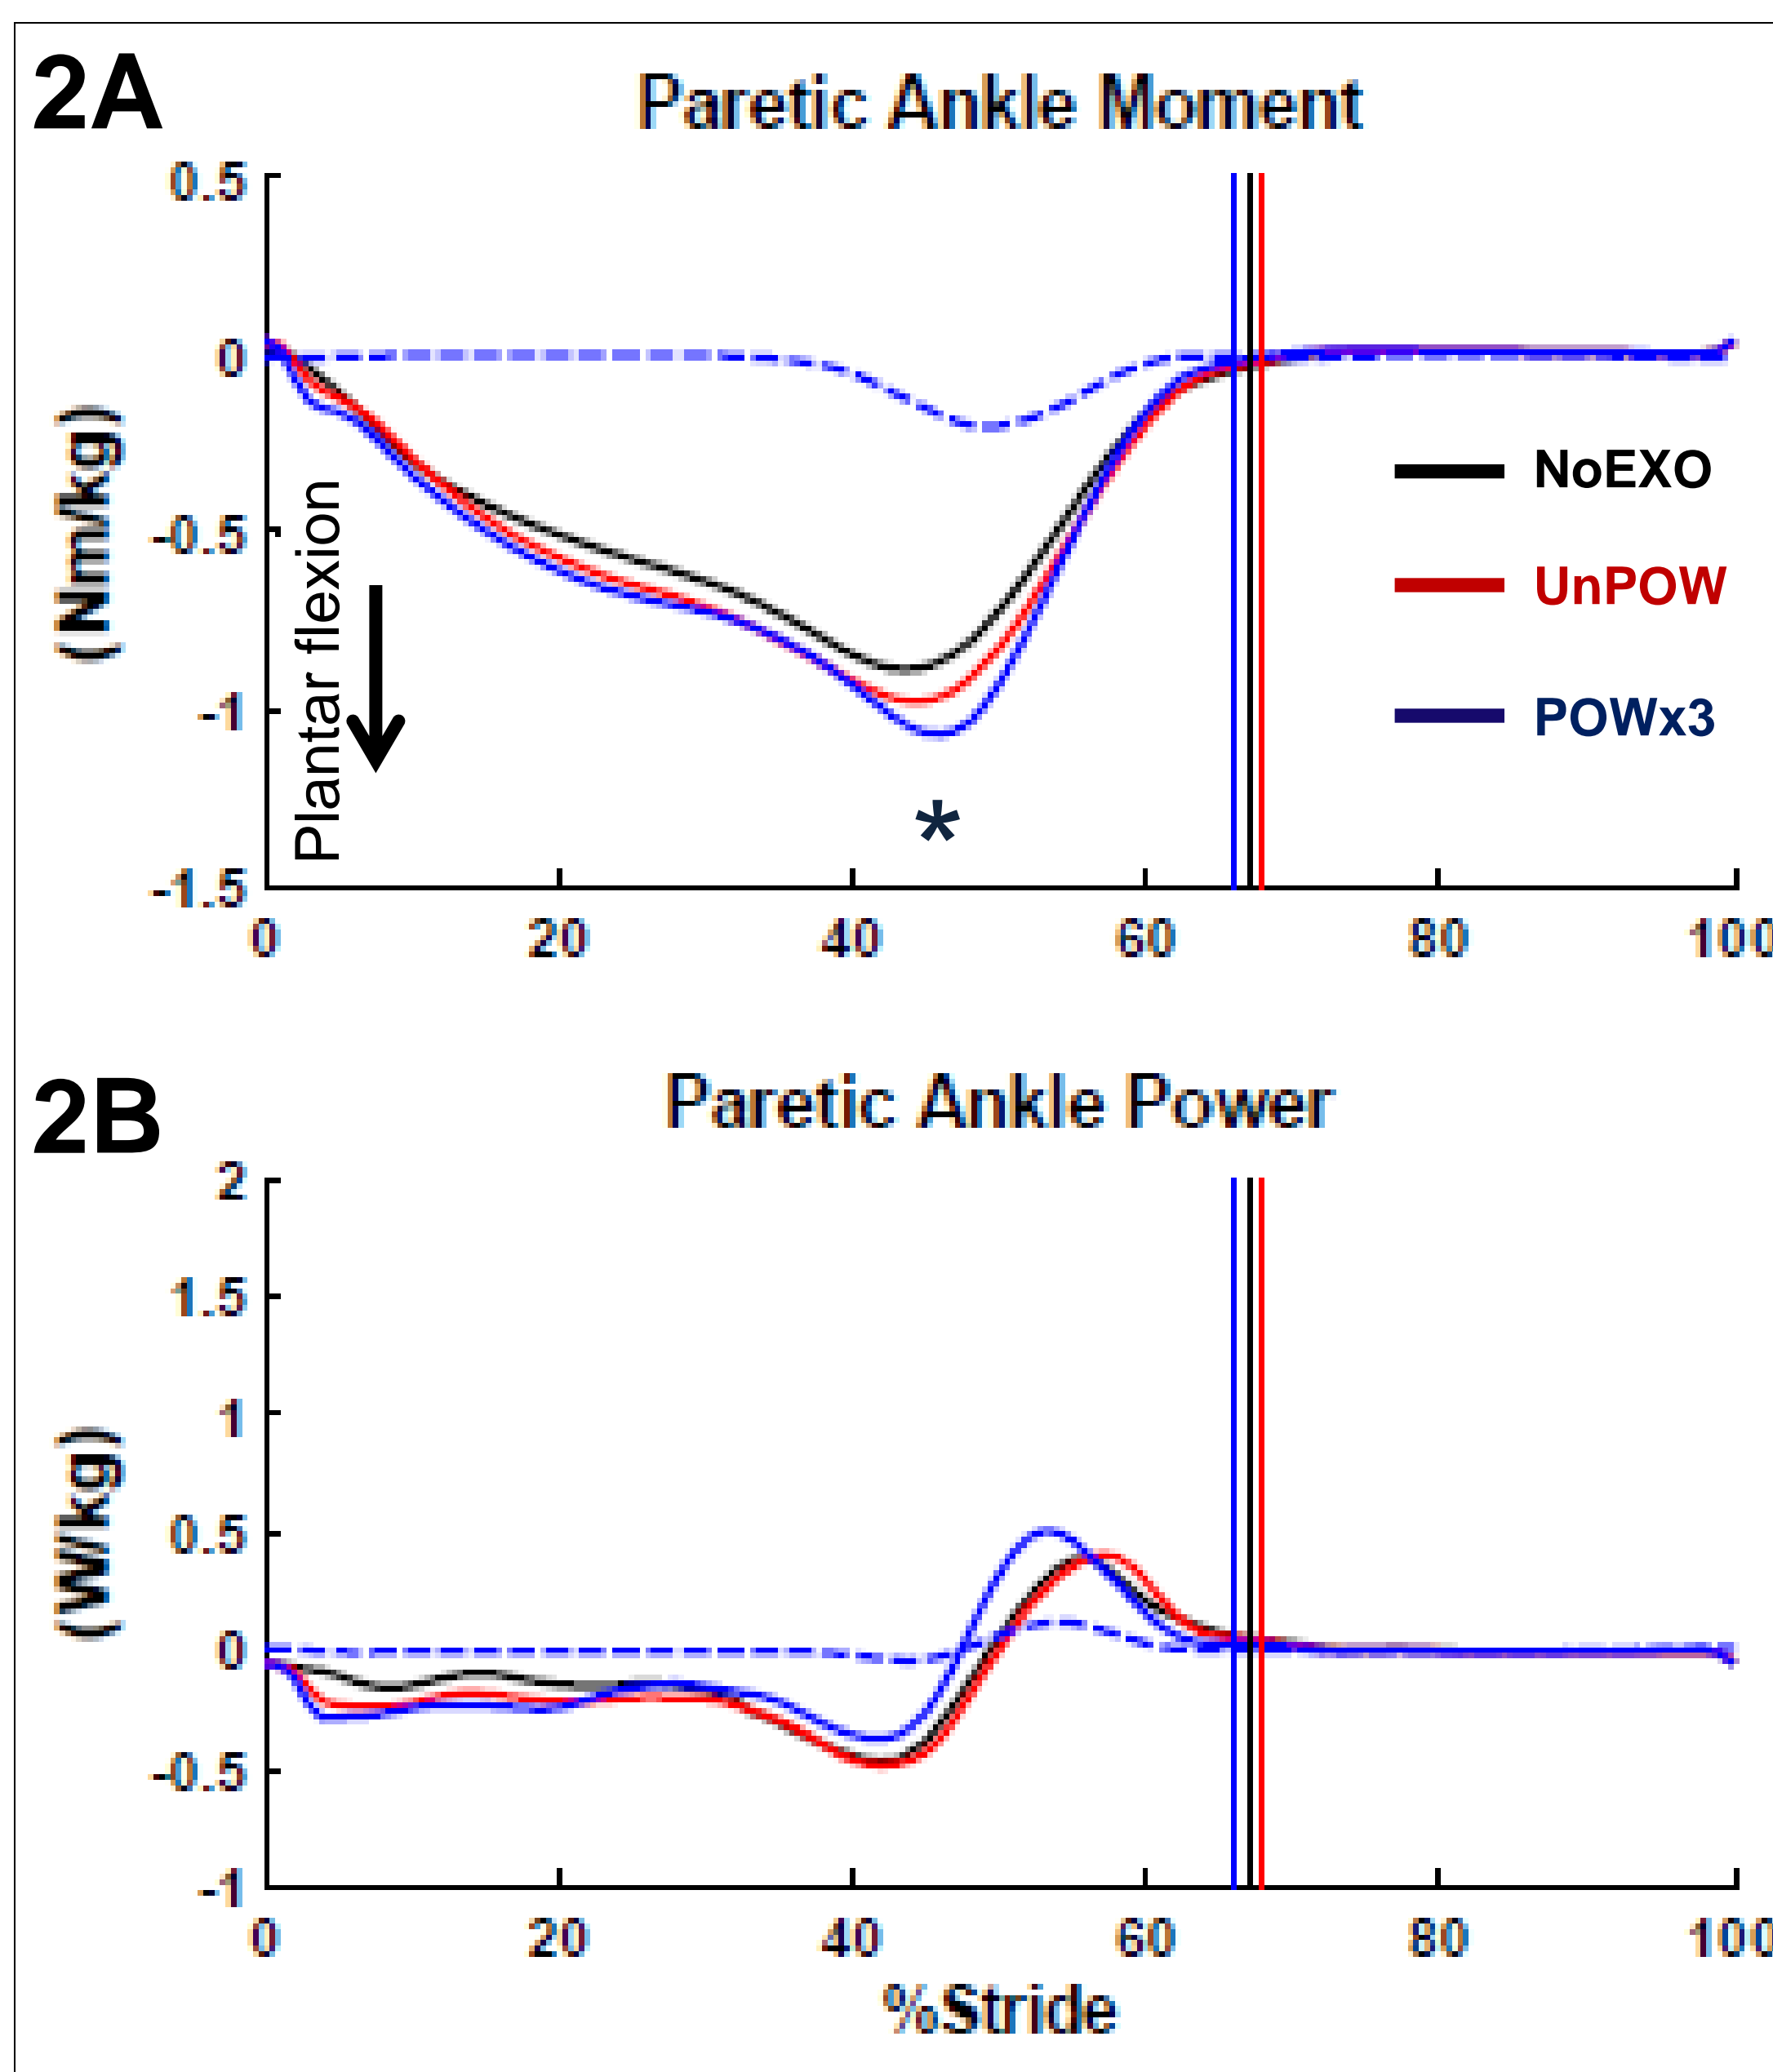 2A
Paretic Ankle Moment
0.5
0
-0.5
-1
-1.5
(Nm/kg)
Plantar flexion
NoEXO
UnPOW
POWx3
*
0 20 40 60 80 100
2B
Paretic Ankle Power
2
1.5
1
0.5
0
-0.5
-1
(W/kg)
0 20 40 60 80 100
%Stride